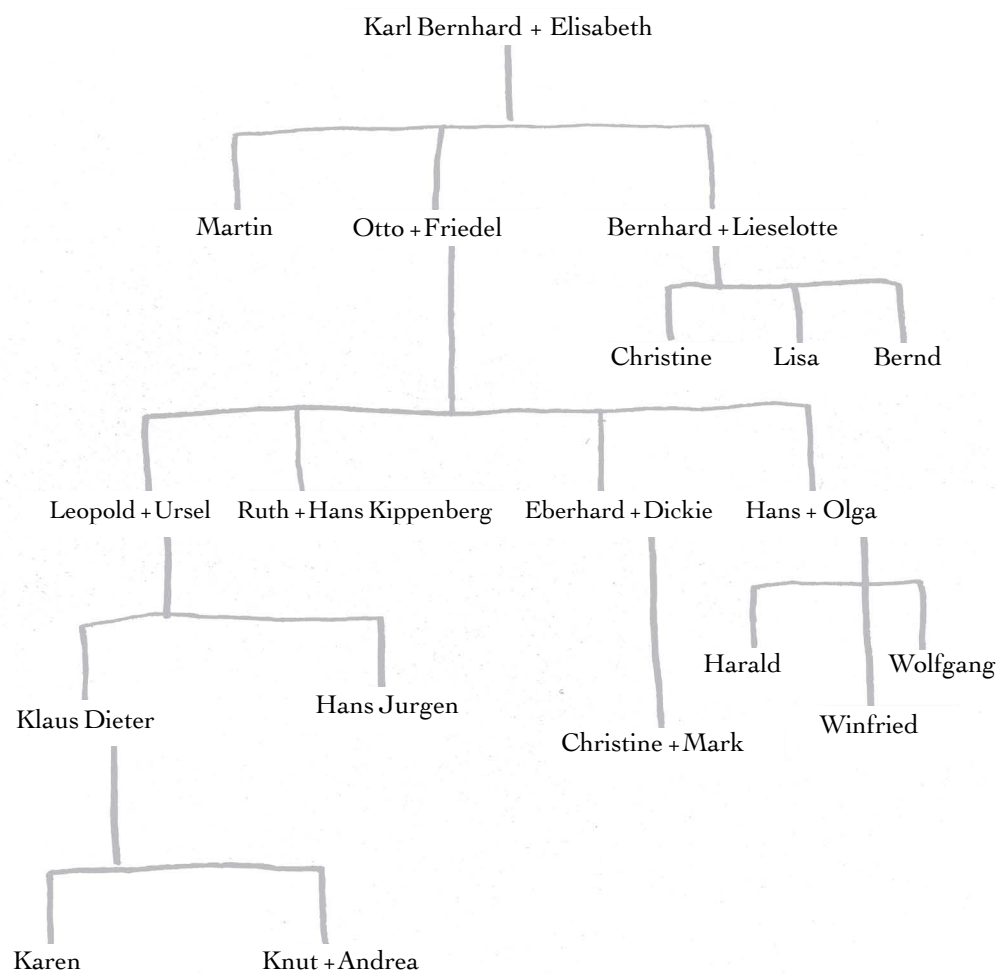 Karl Bernhard + Elisabeth
Martin
Otto + Friedel
Bernhard + Lieselotte
Christine
Lisa
Bernd
Leopold + Ursel
Ruth + Hans Kippenberg
Eberhard + Dickie
Hans + Olga
Harald
Wolfgang
Klaus Dieter
Hans Jurgen
Winfried
Christine + Mark
Karen
Knut + Andrea